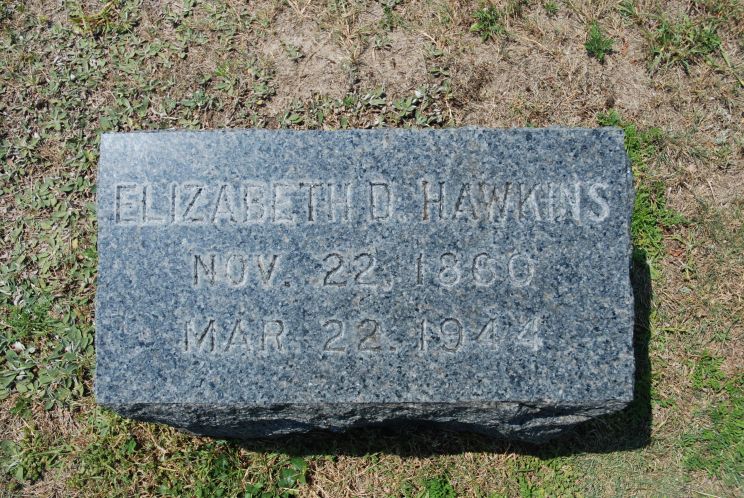 ELIZABETH D. HAWKINS
NOV. 22, 1860
MAR. 22. 1944